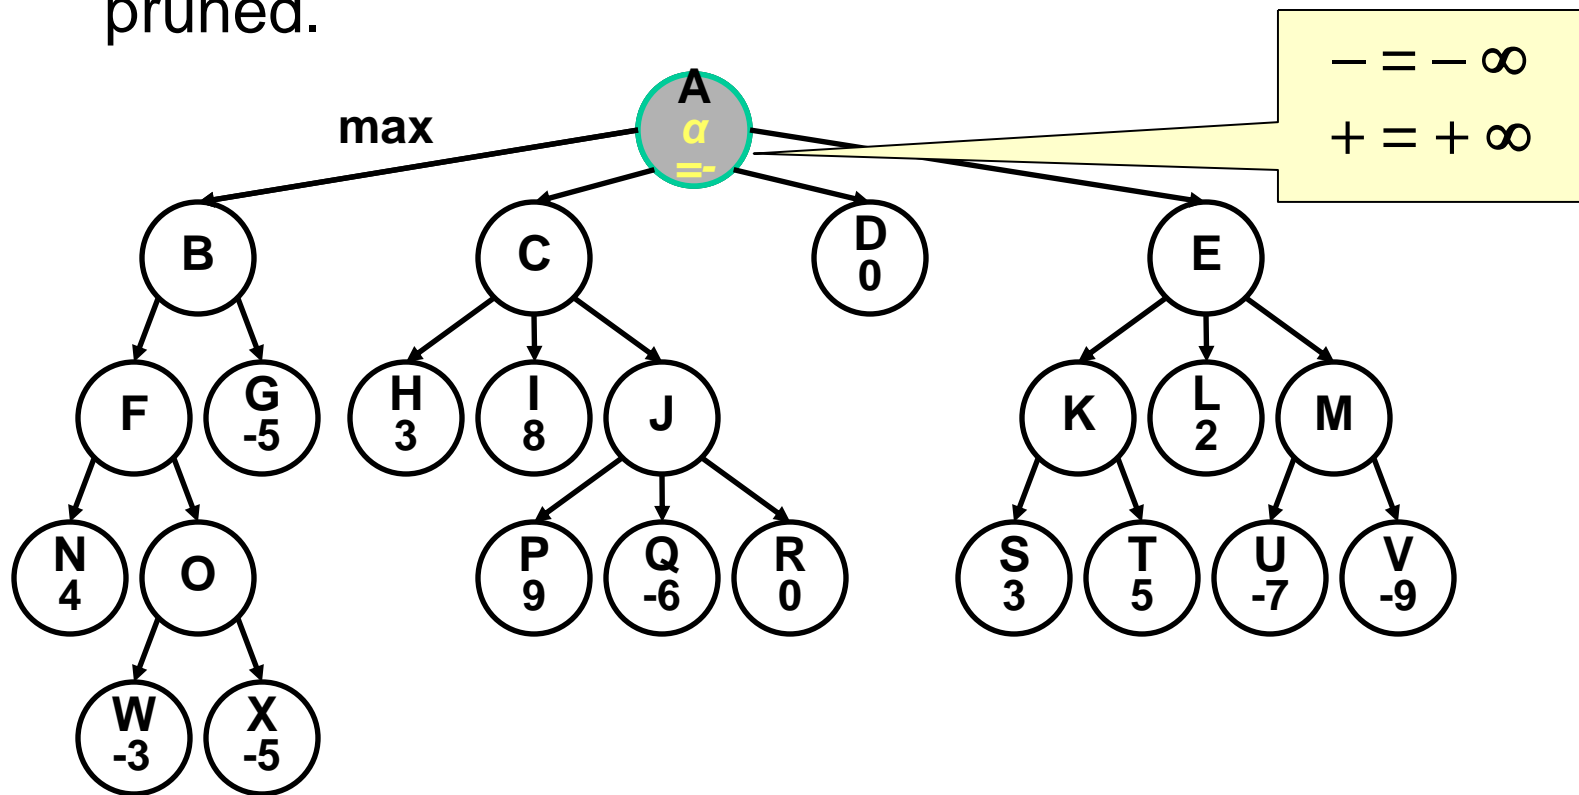 pruned.
– = – ∞
+ = + ∞
max
A
α
=-
B
C
D
0
E
F
G
-5
H
3
I
8
J
K
L
2
M
N
4
O
P
9
Q
-6
R
0
S
3
T
5
U
-7
V
-9
W
-3
X
-5